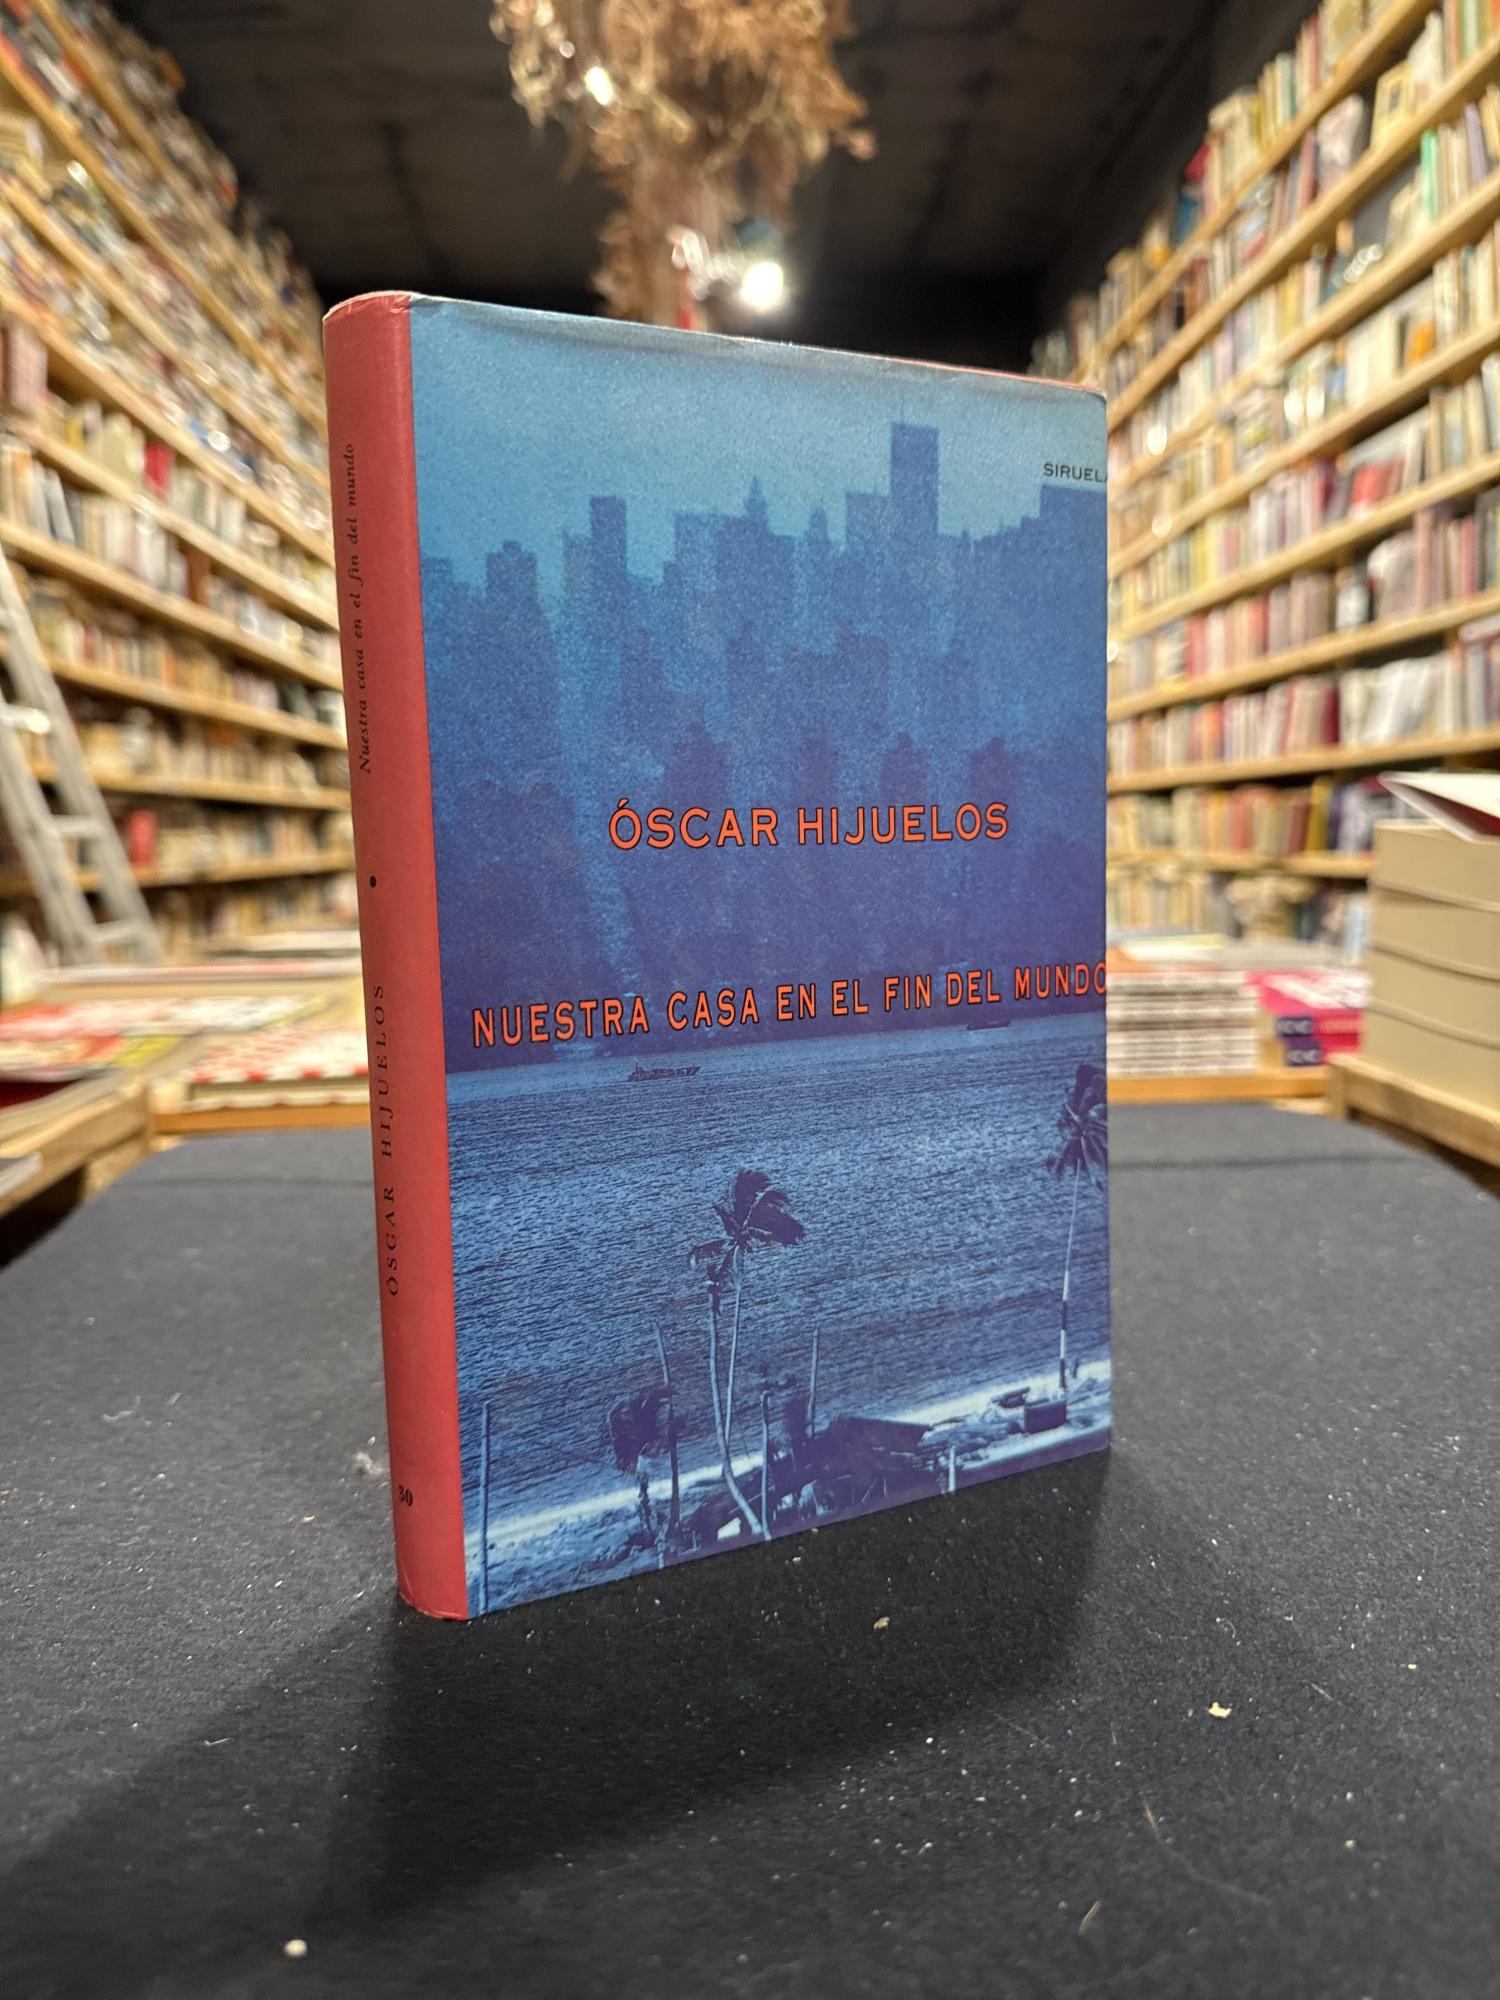 Nuestra casa en el fin del mundo • ÓSCAR HIJUELOS
30
SIRUEL
ÓSCAR HIJUELOS
NUESTRA CASA EN EL FIN DEL MUNDO